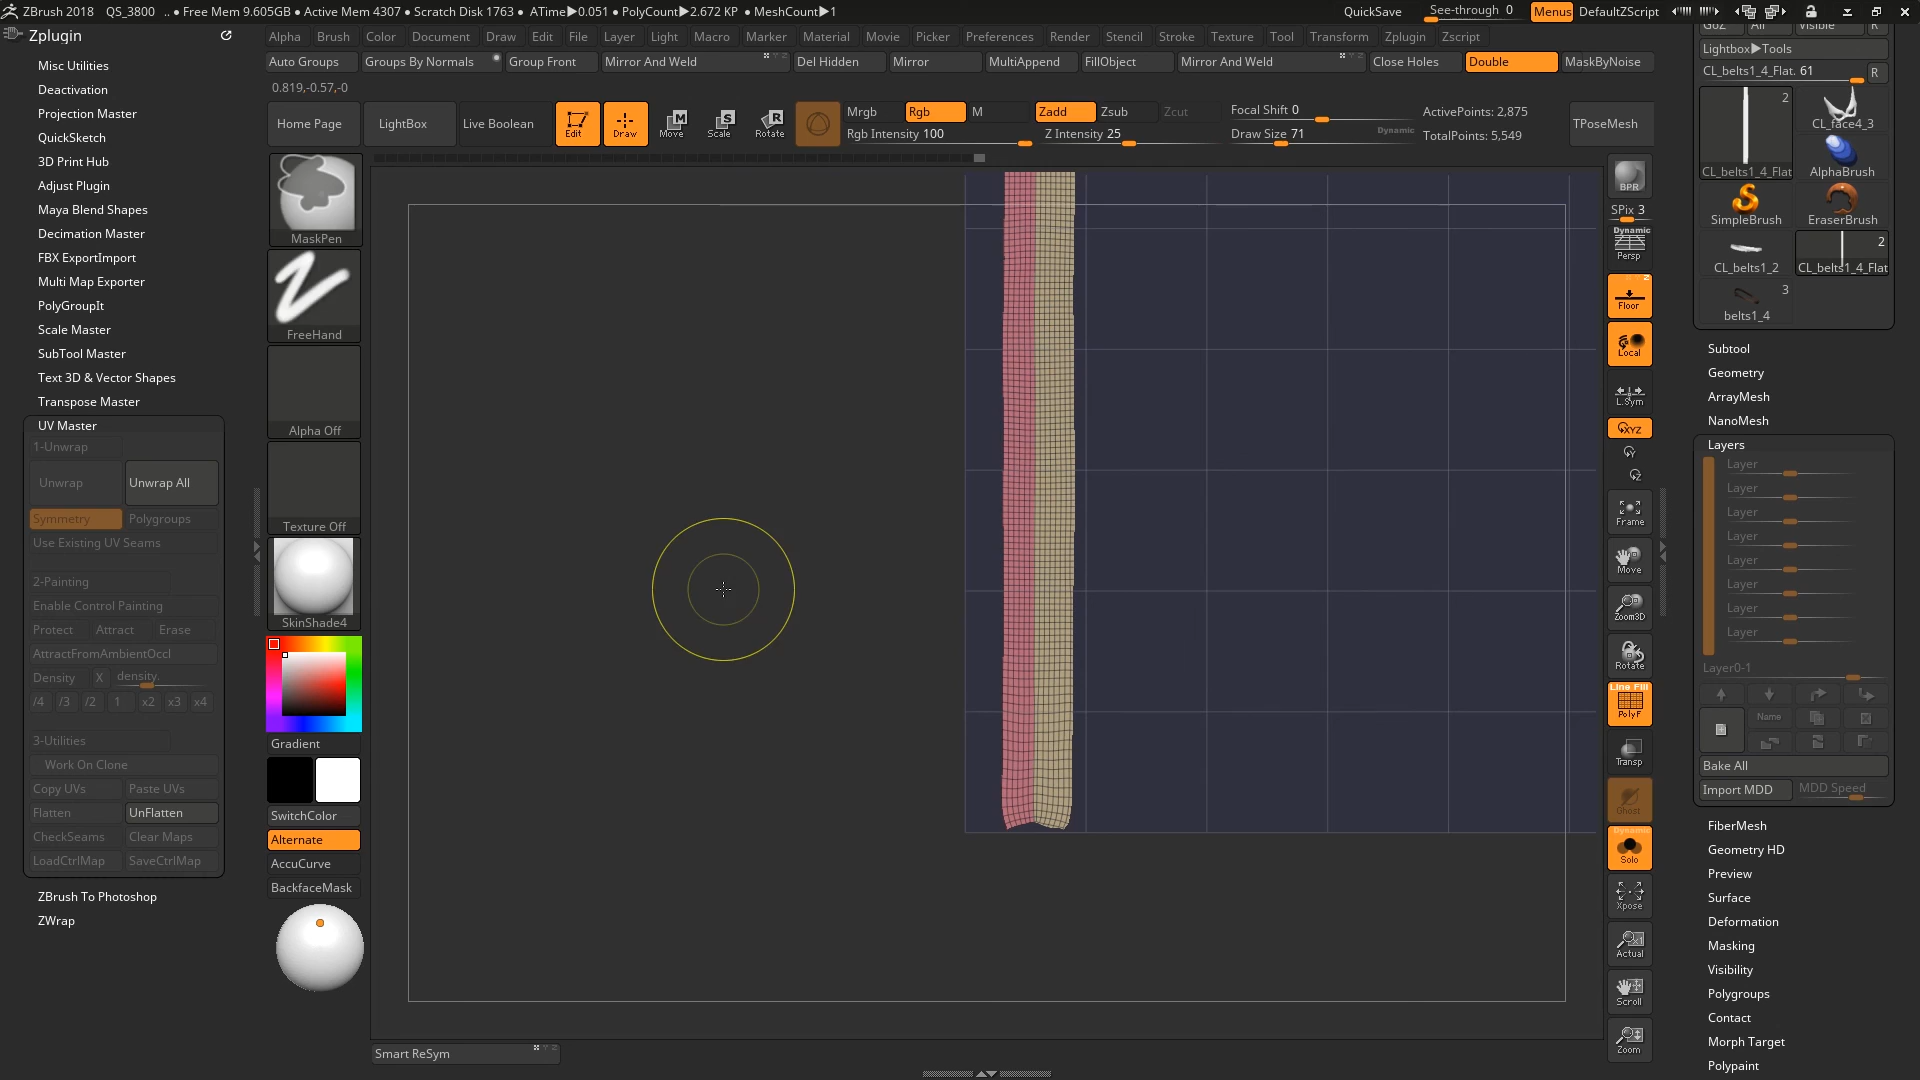 ZBrush 2018 QS_3800 .. • Free Mem 9.605GB • Active Mem 4307 • Scratch Disk 1763 • ATime▶0.051 • PolyCount▶2.672 KP • MeshCount▶1 QuickSave See-through 0 Menus DefaultZScript
Zplugin
Alpha Brush Color Document Draw Edit File Layer Light Macro Marker Material Movie Picker Preferences Render Stencil Stroke Texture Tool Transform Zplugin Zscript
Auto Groups Groups By Normals Group Front Mirror And Weld Del Hidden Mirror MultiAppend FillObject Mirror And Weld Close Holes Double MaskByNoise
0.819,-0.57,-0
Home Page LightBox Live Boolean Edit Draw Move Scale Rotate
Mrgb Rgb M Zadd Zsub Zcut Focal Shift 0 ActivePoints: 2,875
Rgb Intensity 100 Z Intensity 25 Draw Size 71 Dynamic TotalPoints: 5,549
TPoseMesh
Misc Utilities
Deactivation
Projection Master
QuickSketch
3D Print Hub
Adjust Plugin
Maya Blend Shapes
Decimation Master
FBX ExportImport
Multi Map Exporter
PolyGroupIt
Scale Master
SubTool Master
Text 3D & Vector Shapes
Transpose Master
UV Master
1-Unwrap
Unwrap Unwrap All
Symmetry Polygroups
Use Existing UV Seams
2-Painting
Enable Control Painting
Protect Attract Erase
AttractFromAmbientOccl
Density X density.
/4 /3 /2 1 x2 x3 x4
3-Utilities
Work On Clone
Copy UVs Paste UVs
Flatten UnFlatten
CheckSeams Clear Maps
LoadCtrlMap SaveCtrlMap
ZBrush To Photoshop
ZWrap
MaskPen
FreeHand
Alpha Off
Texture Off
SkinShade4
Gradient
SwitchColor
Alternate
AccuCurve
BackfaceMask
Smart ReSym
BPR
SPix 3
Dynamic
Persp
Floor
Local
L.Sym
XYZ
Y
Z
Frame
Move
Zoom3D
Rotate
Line Fill
PolyF
Transp
Ghost
Dynamic
Solo
Xpose
Actual
Scroll
Zoom
GoZ All Visible R
Lightbox▶Tools
CL_belts1_4_Flat. 61 R
2
CL_face4_3
CL_belts1_4_Flat AlphaBrush
SimpleBrush EraserBrush
2
CL_belts1_2 CL_belts1_4_Flat
3
belts1_4
Subtool
Geometry
ArrayMesh
NanoMesh
Layers
Layer
Layer
Layer
Layer
Layer
Layer
Layer
Layer
Layer0-1
Name
Bake All
Import MDD MDD Speed
FiberMesh
Geometry HD
Preview
Surface
Deformation
Masking
Visibility
Polygroups
Contact
Morph Target
Polypaint